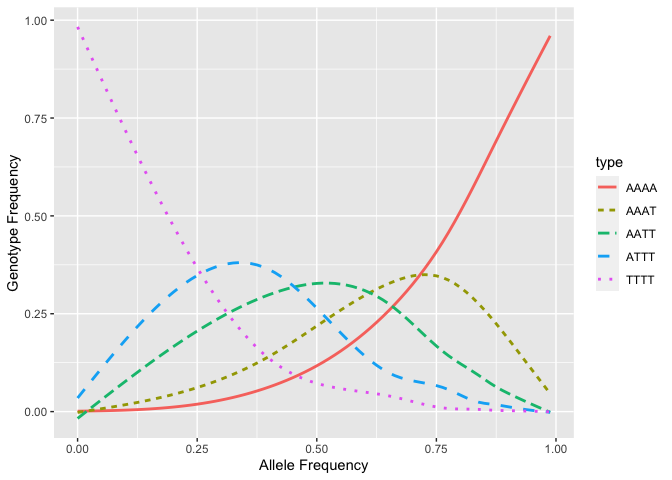 1.00
0.75
0.50
0.25
0.00
Genotype Frequency
0.00 0.25 0.50 0.75 1.00
Allele Frequency
type
AAAA
AAAT
AATT
ATTT
TTTT